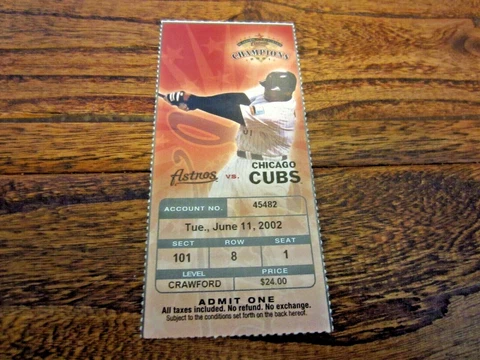 CHAMPIONS
Astros vs. CHICAGO CUBS
ACCOUNT NO. 45482
Tue., June 11, 2002
SECT ROW SEAT
101 8 1
LEVEL PRICE
CRAWFORD $24.00
ADMIT ONE
All taxes included. No refund. No exchange.
Subject to the conditions set forth on the back hereof.